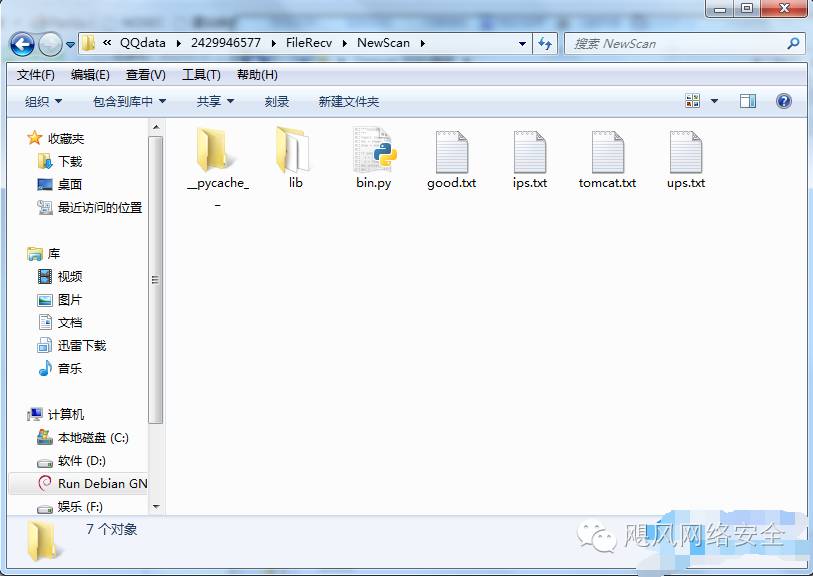 « QQdata ▸ 2429946577 ▸ FileRecv ▸ NewScan ▸
搜索 NewScan
文件(F) 编辑(E) 查看(V) 工具(T) 帮助(H)
组织 包含到库中 共享 刻录 新建文件夹
收藏夹
下载
桌面
最近访问的位置
库
视频
图片
文档
迅雷下载
音乐
计算机
本地磁盘 (C:)
软件 (D:)
Run Debian GN
娱乐 (F:)
__pycache_
_
lib
bin.py
good.txt
ips.txt
tomcat.txt
ups.txt
7 个对象
飓风网络安全